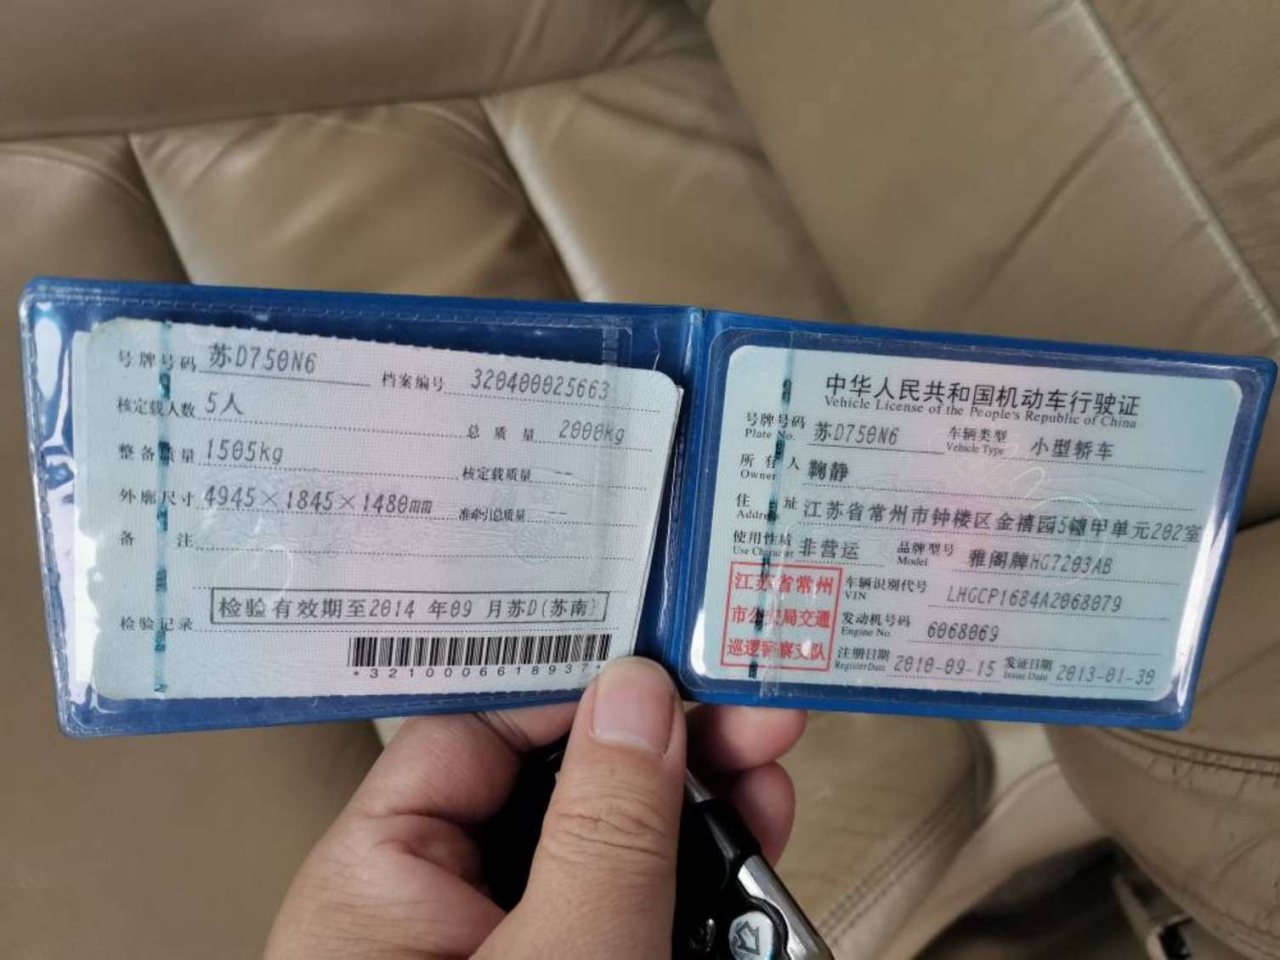 号牌号码 苏D750N6 档案编号 320400025663
核定载人数 5人 总质量 2000kg
整备质量 1505kg 核定载质量 --
外廓尺寸 4945×1845×1480mm 准牵引总质量 --
备注
检验记录 检验有效期至2014 年09 月苏D(苏南)
*3210006618937
中华人民共和国机动车行驶证
Vehicle License of the People's Republic of China
号牌号码 苏D750N6 车辆类型 小型轿车
Plate No. Vehicle Type
所有人 鞠静
Owner
住址 江苏省常州市钟楼区金禧园5幢甲单元202室
Address
使用性质 非营运 品牌型号 雅阁牌HG7203AB
Use Character Model
江苏省常州
市公安局交通
巡逻警察支队
车辆识别代号 LHGCP1684A2068079
VIN
发动机号码 6068069
Engine No.
注册日期 2010-09-15 发证日期 2013-01-30
Register Date Issue Date